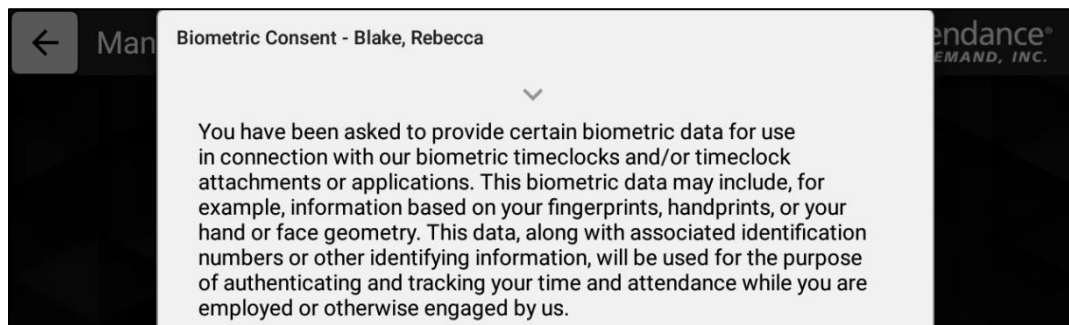 Man
Biometric Consent - Blake, Rebecca
endance®
EMAND, INC.
You have been asked to provide certain biometric data for use
in connection with our biometric timeclocks and/or timeclock
attachments or applications. This biometric data may include, for
example, information based on your fingerprints, handprints, or your
hand or face geometry. This data, along with associated identification
numbers or other identifying information, will be used for the purpose
of authenticating and tracking your time and attendance while you are
employed or otherwise engaged by us.